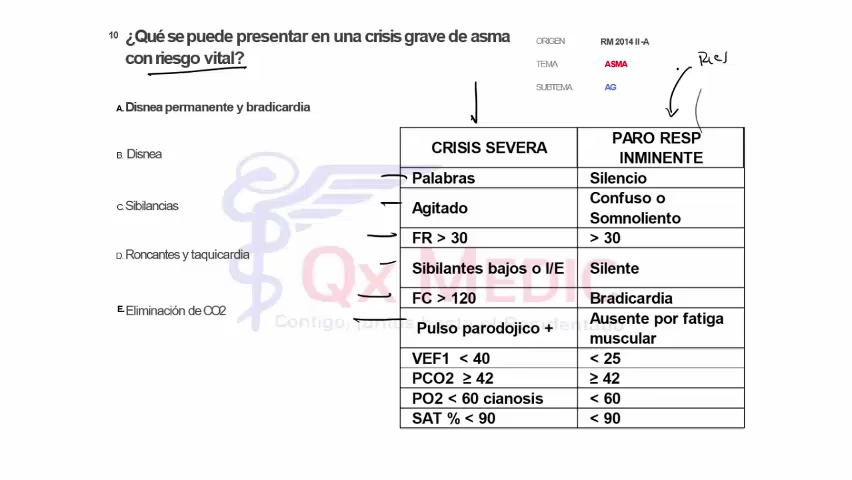 10 ¿Qué se puede presentar en una crisis grave de asma
con riesgo vital?
ORIGEN RM 2014 II -A
TEMA ASMA
SUBTEMA AG
A. Disnea permanente y bradicardia
B. Disnea
C. Sibilancias
D. Roncantes y taquicardia
E. Eliminación de CO2
CRISIS SEVERA PARO RESP
INMINENTE
Palabras Silencio
Agitado Confuso o
Somnoliento
FR > 30 > 30
Sibilantes bajos o I/E Silente
FC > 120 Bradicardia
Pulso parodojico + Ausente por fatiga
muscular
VEF1 < 40 < 25
PCO2 ≥ 42 ≥ 42
PO2 < 60 cianosis < 60
SAT % < 90 < 90
Qx MEDIC